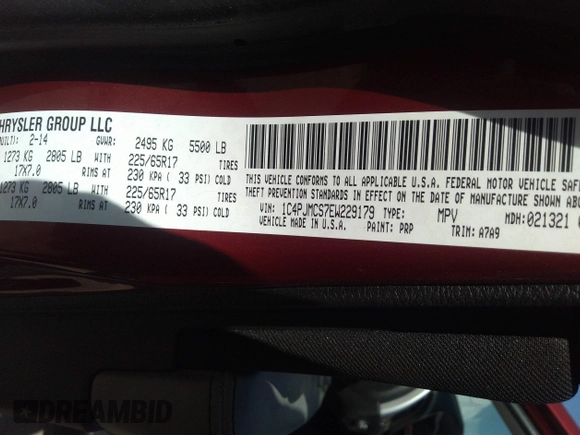 HRYSLER GROUP LLC
UILT): 2-14 GVWR: 2495 KG 5500 LB
1273 KG 2805 LB WITH 225/65R17 TIRES
17X7.0 RIMS AT 230 KPA ( 33 PSI) COLD
1273 KG 2805 LB WITH 225/65R17 TIRES
17X7.0 RIMS AT 230 KPA ( 33 PSI) COLD
THIS VEHICLE CONFORMS TO ALL APPLICABLE U.S.A. FEDERAL MOTOR VEHICLE SAFE
THEFT PREVENTION STANDARDS IN EFFECT ON THE DATE OF MANUFACTURE SHOWN ABO
VIN: 1C4PJMCS7EW229179 TYPE: MPV MDH: 021321
VEHICLE MADE IN U.S.A. PAINT: PRP TRIM: A7A9
DREAMBID